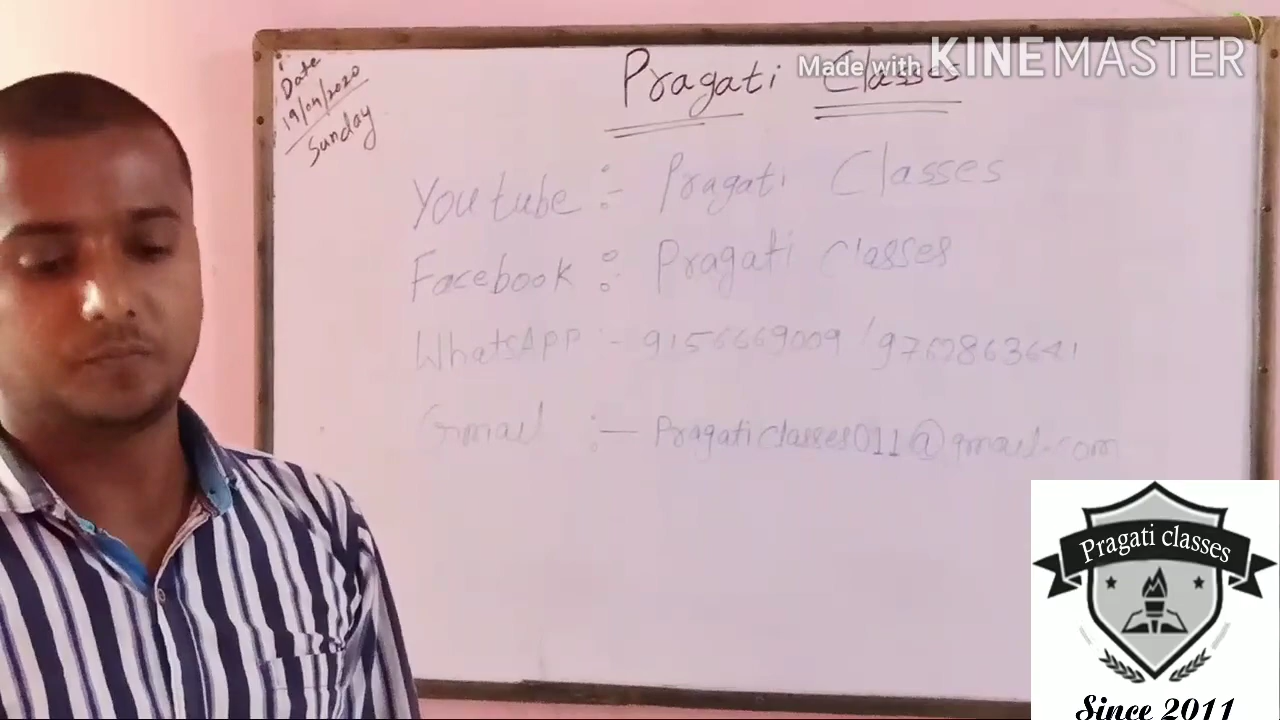 Date
19/04/2020
Sunday
Pragati Classes
Made with KINEMASTER
Youtube :- Pragati Classes
Facebook :- Pragati Classes
WhatsAPP :- 9156669009 / 9762863641
Gmail :- Pragaticlasses011@gmail.com
Pragati classes
Since 2011